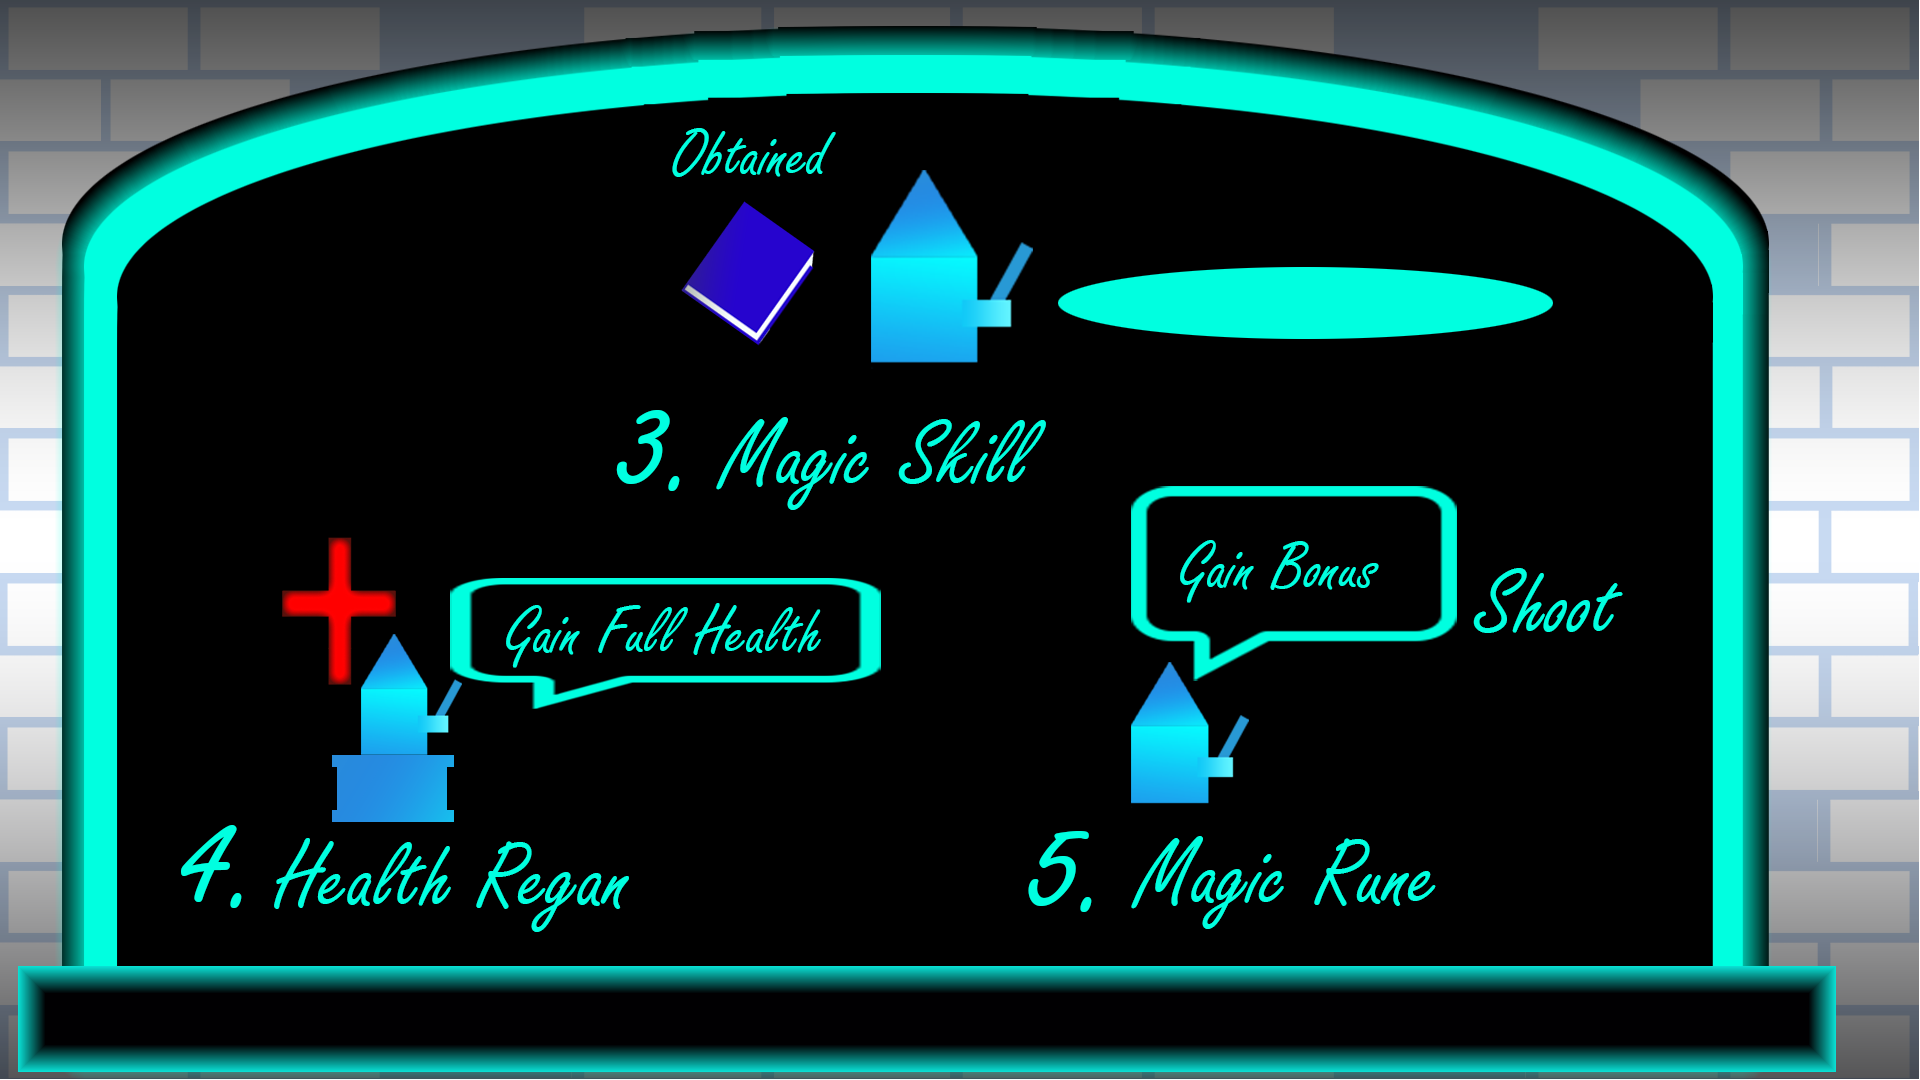 Obtained
3. Magic Skill
Gain Bonus
Shoot
Gain Full Health
4. Health Regan
5. Magic Rune